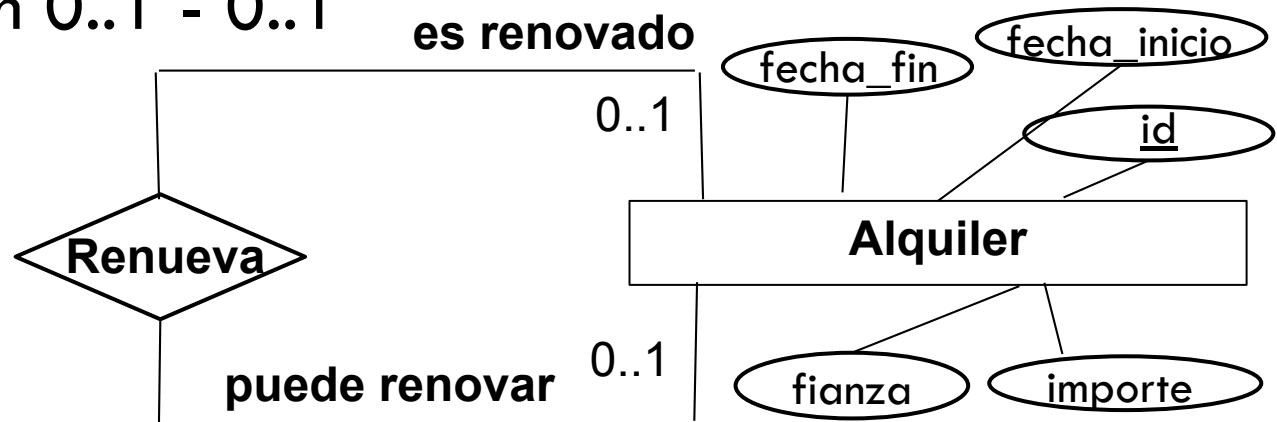 0..1 - 0..1
es renovado
fecha_fin
fecha_inicio
0..1
id
Renueva
Alquiler
0..1
puede renovar
fianza
importe